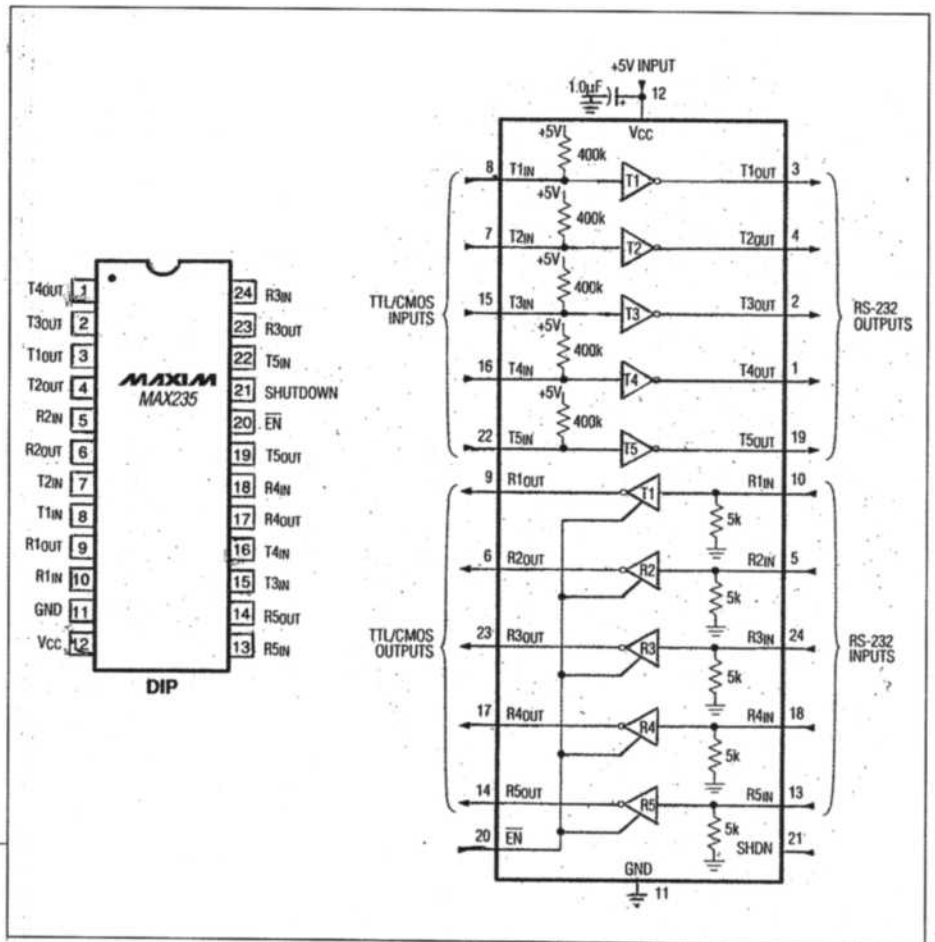 T4OUT 1
T3OUT 2
T1OUT 3
T2OUT 4
R2IN 5
R2OUT 6
T2IN 7
T1IN 8
R1OUT 9
R1IN 10
GND 11
VCC 12
MAXIM
MAX235
24 R3IN
23 R3OUT
22 T5IN
21 SHUTDOWN
20 EN
19 T5OUT
18 R4IN
17 R4OUT
16 T4IN
15 T3IN
14 R5OUT
13 R5IN
DIP
+5V INPUT
1.0µF
12
VCC
+5V
400k
8 T1IN T1 T1OUT 3
+5V
400k
7 T2IN T2 T2OUT 4
+5V
400k
15 T3IN T3 T3OUT 2
+5V
400k
16 T4IN T4 T4OUT 1
+5V
400k
22 T5IN T5 T5OUT 19
TTL/CMOS
INPUTS
RS-232
OUTPUTS
9 R1OUT T1 R1IN 10
5k
6 R2OUT R2 R2IN 5
5k
23 R3OUT R3 R3IN 24
5k
17 R4OUT R4 R4IN 18
5k
14 R5OUT R5 R5IN 13
5k
TTL/CMOS
OUTPUTS
RS-232
INPUTS
20 EN SHDN 21
GND
11